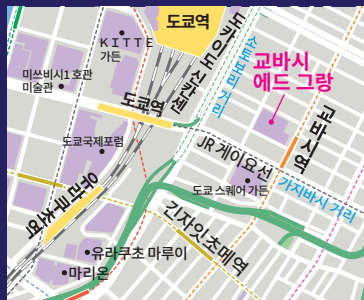 도쿄역
KITTE
가든
미쓰비시1 호관
미술관
도카이도 신칸센
소토보리 거리
교바시
에드 그랑
도쿄역
교바시역
도쿄국제포럼
JR 게이요선
가지바시 거리
도쿄 스퀘어 가든
유라쿠초역
긴자잇초메역
유라쿠초 마루이
마리온